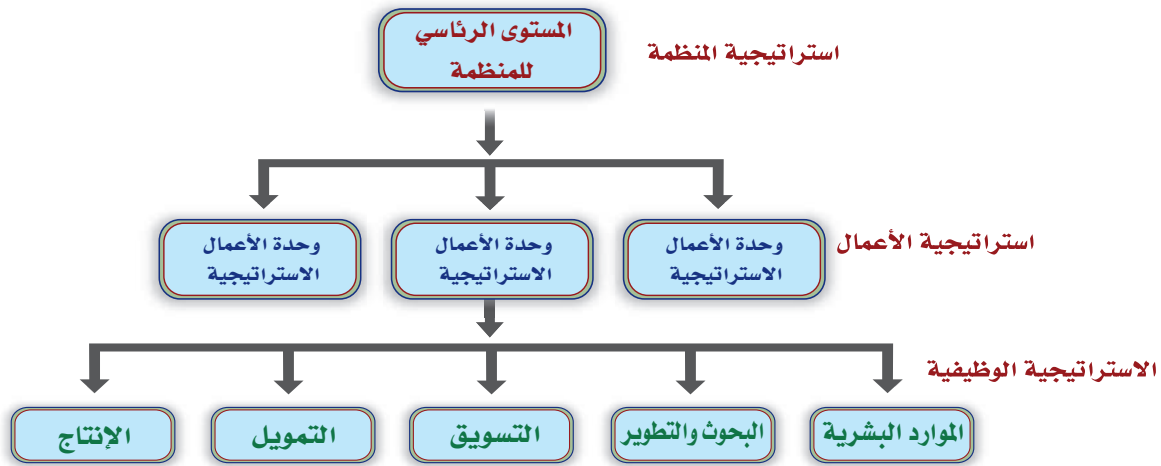 المستوى الرئاسي
للمنظمة
استراتيجية المنظمة
استراتيجية الأعمال
وحدة الأعمال
الاستراتيجية
وحدة الأعمال
الاستراتيجية
وحدة الأعمال
الاستراتيجية
الاستراتيجية الوظيفية
الموارد البشرية
البحوث والتطوير
التسويق
التمويل
الإنتاج